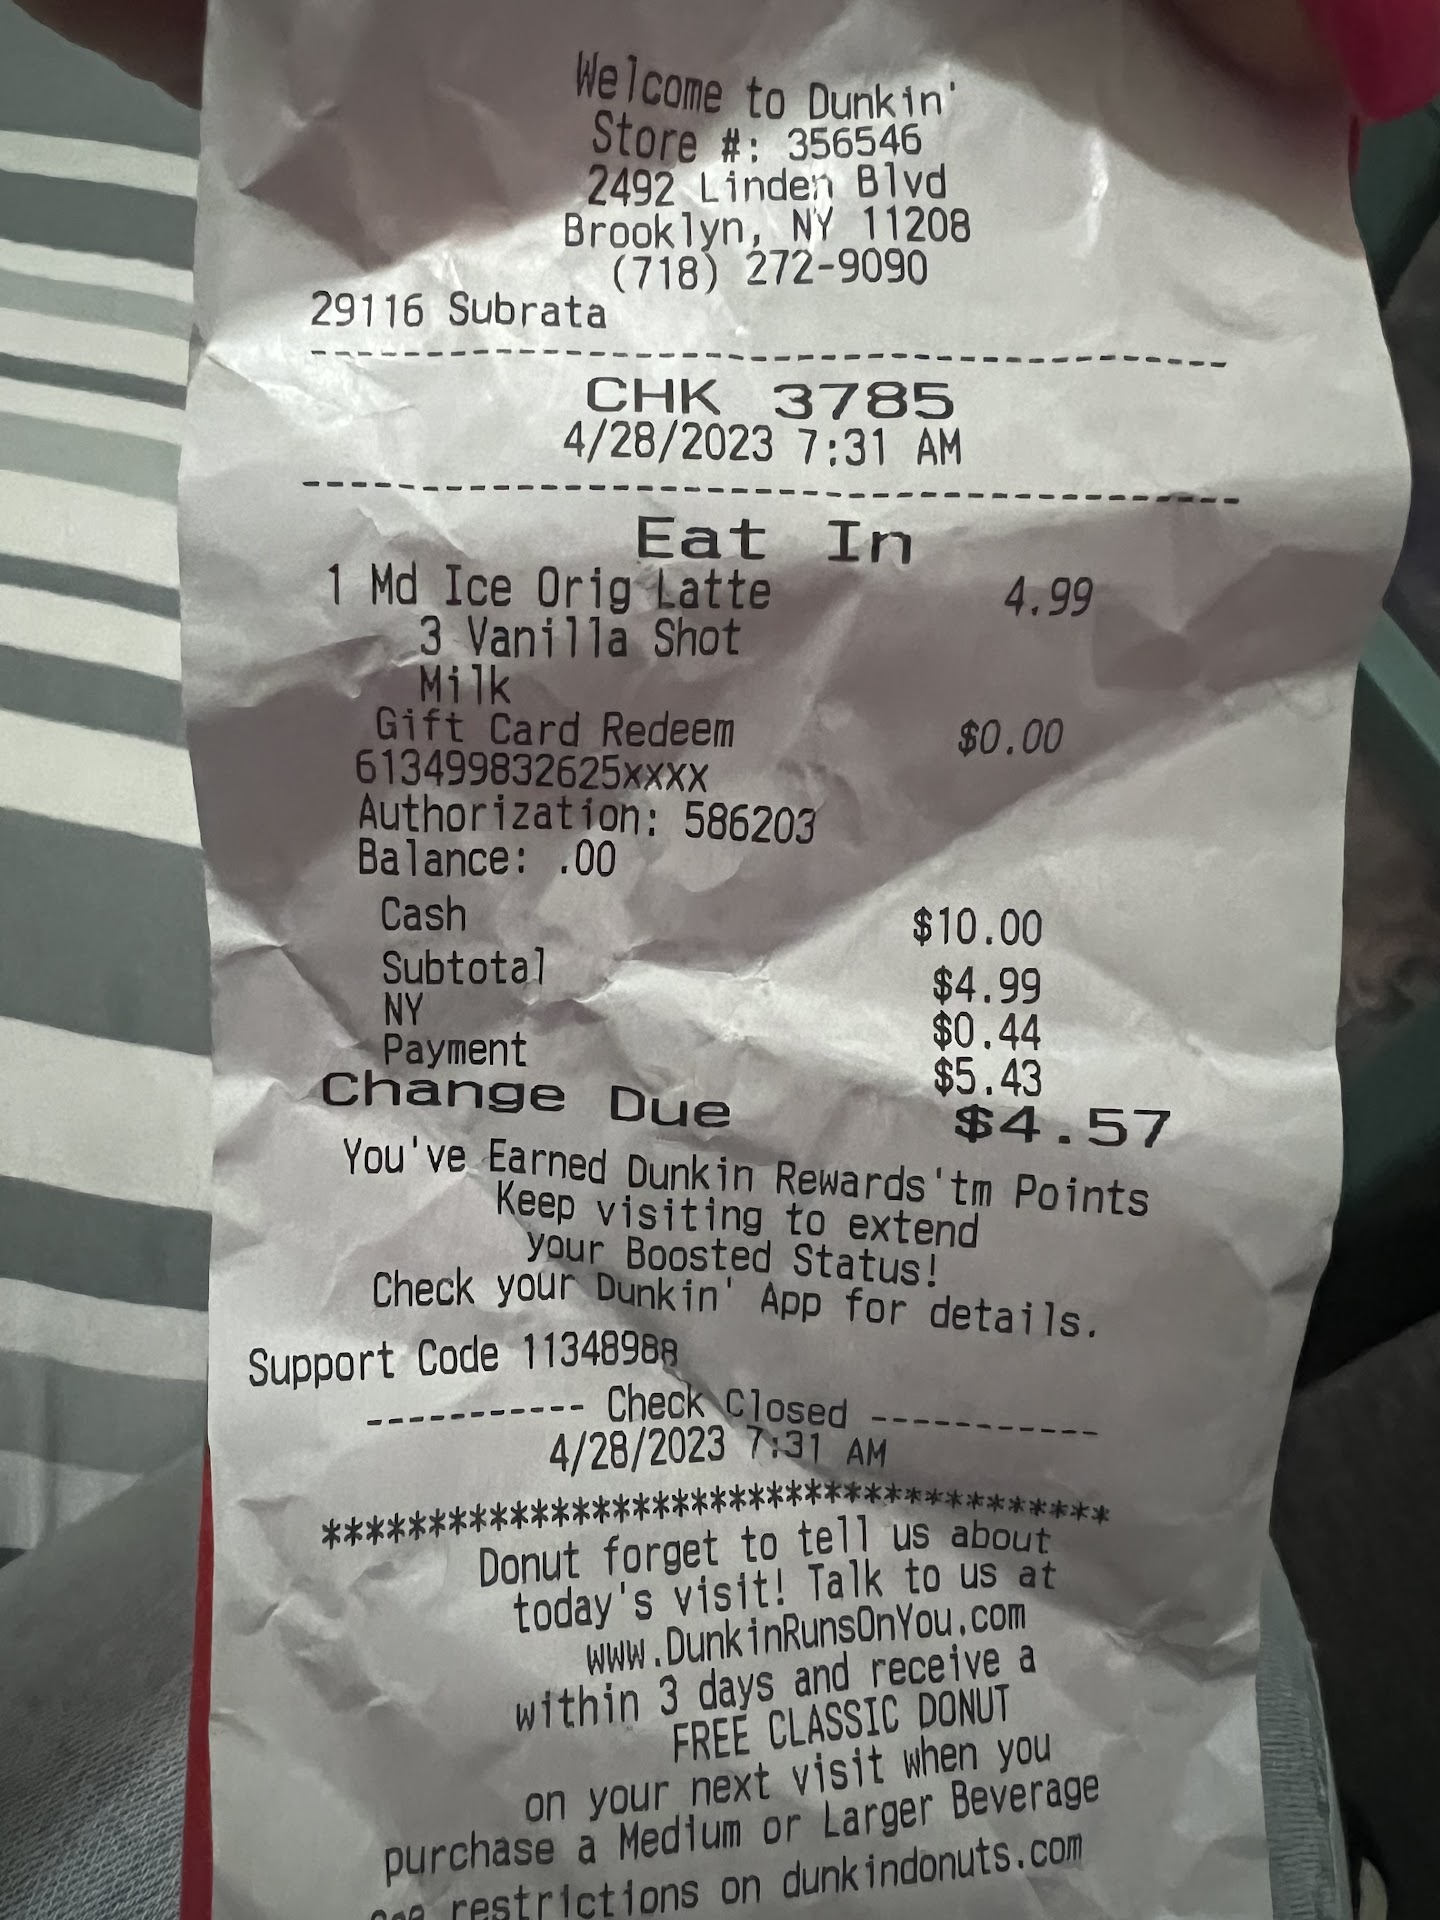 Welcome to Dunkin'
Store #: 356546
2492 Linden Blvd
Brooklyn, NY 11208
(718) 272-9090
29116 Subrata
--------------------------------------------
CHK 3785
4/28/2023 7:31 AM
--------------------------------------------
Eat In
1 Md Ice Orig Latte 4.99
3 Vanilla Shot
Milk
Gift Card Redeem $0.00
613499832625xxxx
Authorization: 586203
Balance: .00
Cash $10.00
Subtotal $4.99
NY $0.44
Payment $5.43
Change Due $4.57
You've Earned Dunkin Rewards'tm Points
Keep visiting to extend
your Boosted Status!
Check your Dunkin' App for details.
Support Code 11348988
----------- Check Closed -----------
4/28/2023 7:31 AM
****************************************
Donut forget to tell us about
today's visit! Talk to us at
www.DunkinRunsOnYou.com
within 3 days and receive a
FREE CLASSIC DONUT
on your next visit when you
purchase a Medium or Larger Beverage
restrictions on dunkindonuts.com